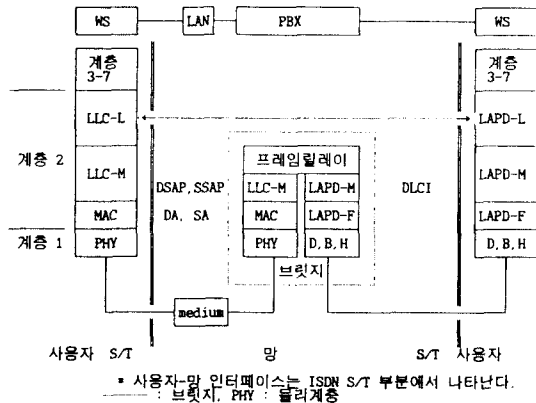 WS LAN PBX WS
계층 3-7
계층 3-7
LLC-L LAPD-L
계층 2
프레임릴레이
LLC-M DSAP, SSAP LLC-M LAPD-M DLCI LAPD-M
MAC DA, SA MAC LAPD-F LAPD-F
계층 1 PHY PHY D, B, H D, B, H
브릿지
medium
사용자 S/T 망 S/T 사용자
* 사용자-망 인터페이스는 ISDN S/T 부분에서 나타난다.
: 브릿지, PHY : 물리계층